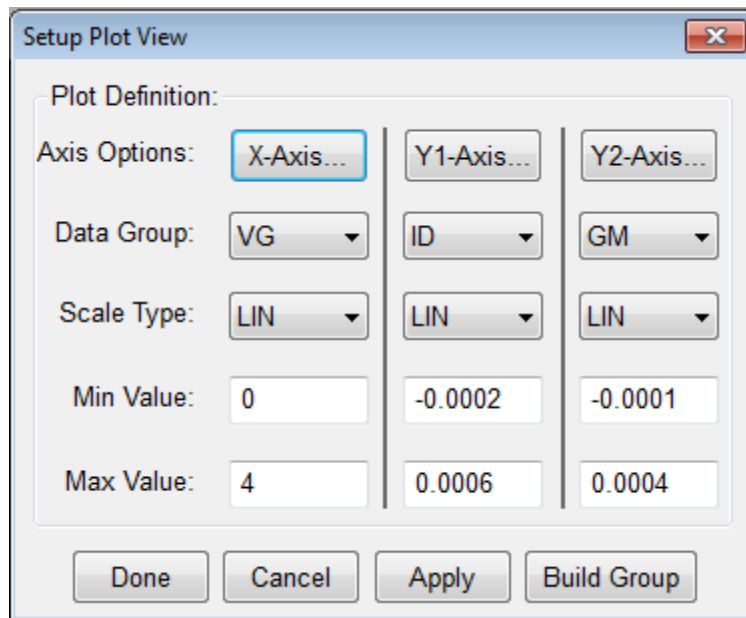 Setup Plot View
Plot Definition:
Axis Options: X-Axis... Y1-Axis... Y2-Axis...
Data Group: VG ID GM
Scale Type: LIN LIN LIN
Min Value: 0 -0.0002 -0.0001
Max Value: 4 0.0006 0.0004
Done Cancel Apply Build Group